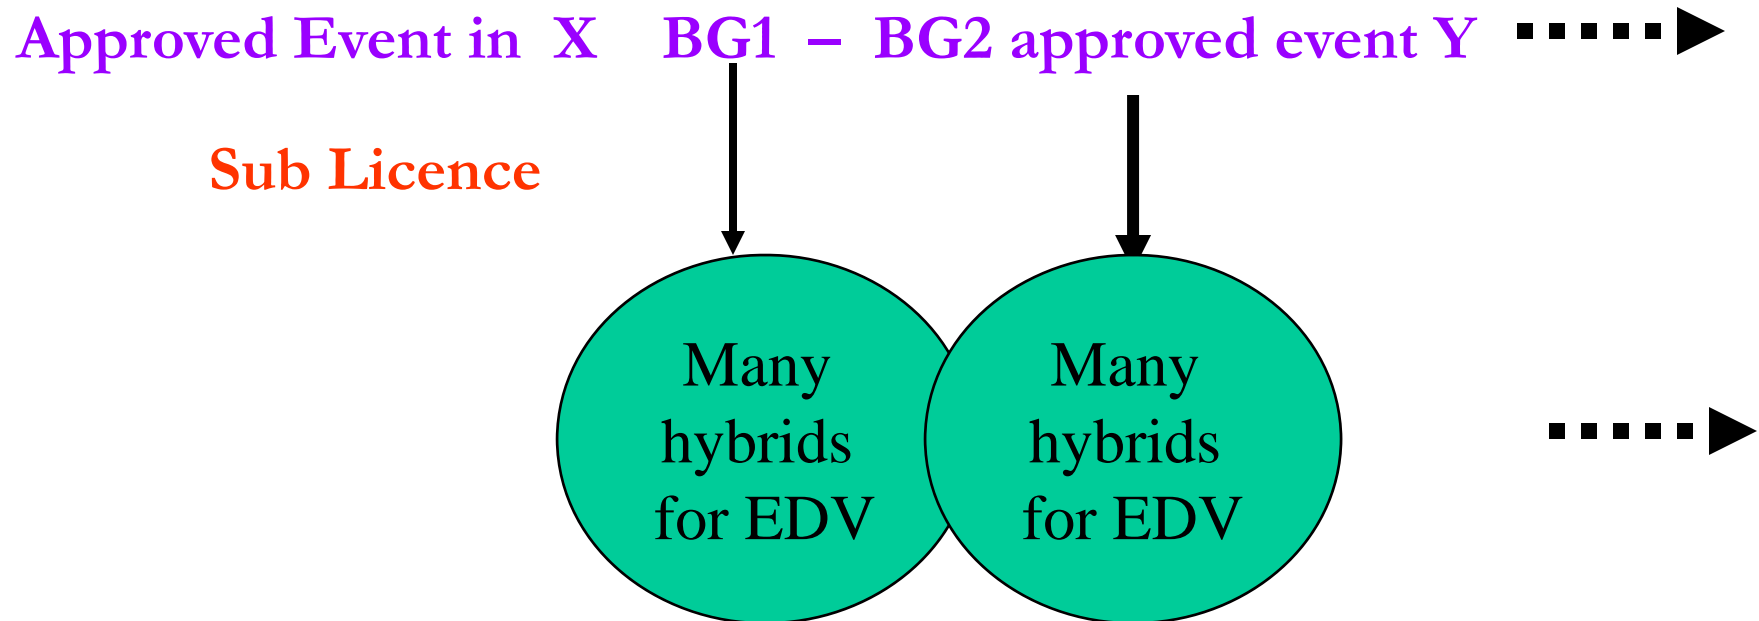 Approved Event in X BG1 – BG2 approved event Y
Sub Licence
Many
hybrids
for EDV
Many
hybrids
for EDV